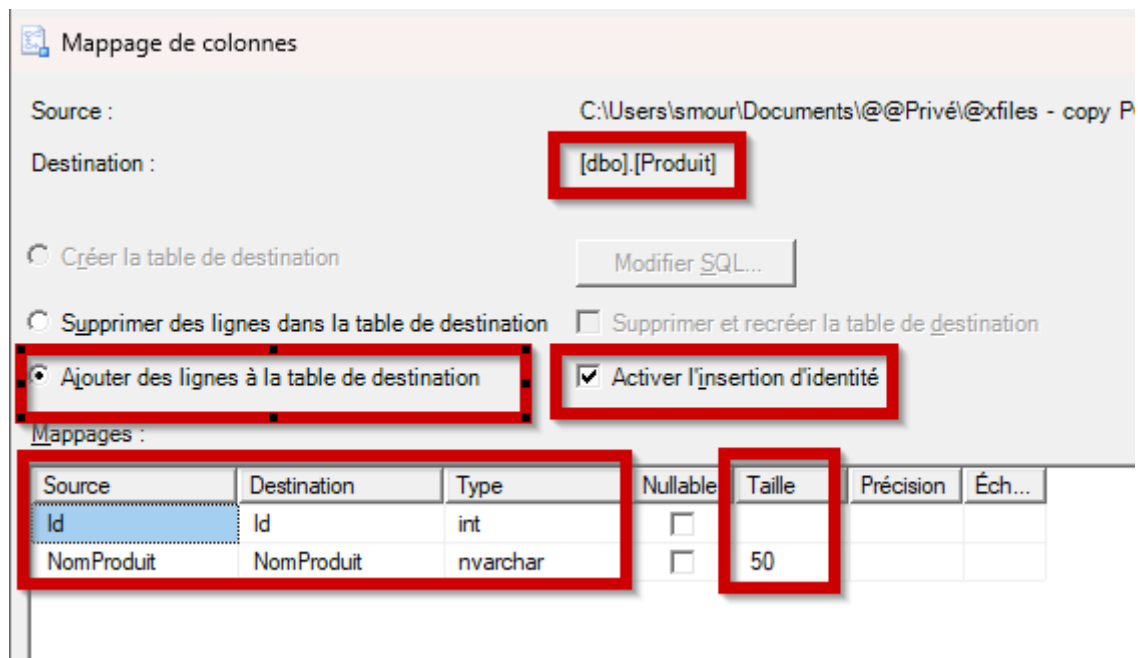 Mappage de colonnes
Source : C:\Users\smour\Documents\@@Privé\@xfiles - copy
Destination : [dbo].[Produit]
Créer la table de destination Modifier SQL...
Supprimer des lignes dans la table de destination Supprimer et recréer la table de destination
Ajouter des lignes à la table de destination Activer l'insertion d'identité
Mappages :
Source Destination Type Nullable Taille Précision Éch...
Id Id int
NomProduit NomProduit nvarchar 50